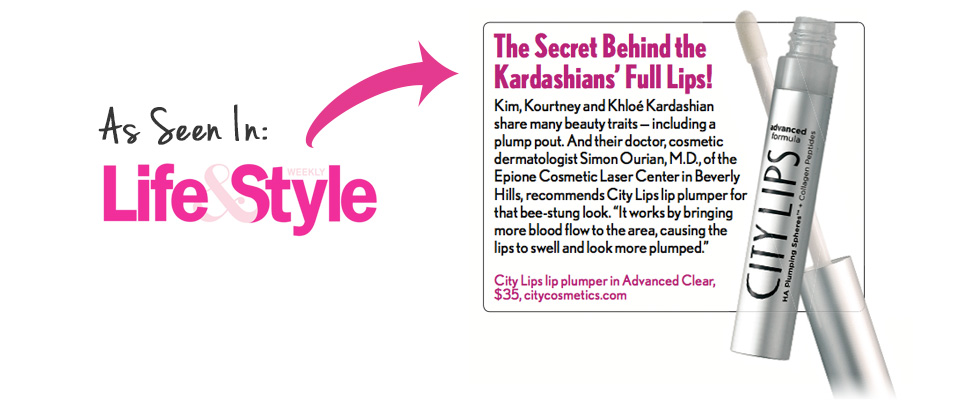 As Seen In:
Life&Style
WEEKLY
The Secret Behind the
Kardashians’ Full Lips!
Kim, Kourtney and Khloé Kardashian
share many beauty traits — including a
plump pout. And their doctor, cosmetic
dermatologist Simon Ourian, M.D., of the
Epione Cosmetic Laser Center in Beverly
Hills, recommends City Lips lip plumper for
that bee-stung look. “It works by bringing
more blood flow to the area, causing the
lips to swell and look more plumped.”
City Lips lip plumper in Advanced Clear,
$35, citycosmetics.com
advanced
formula
CITY LIPS
HA Plumping Spheres™ + Collagen Peptides